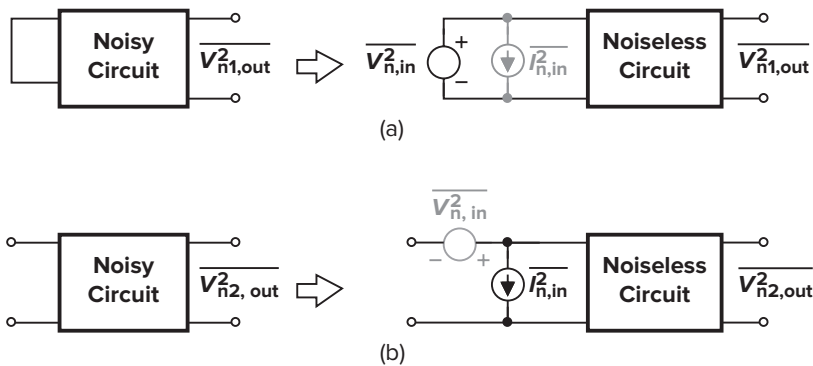 Noisy Circuit
V²n1,out
V²n,in
+
−
I²n,in
Noiseless Circuit
V²n1,out
(a)
Noisy Circuit
V²n2, out
V²n, in
−
+
I²n,in
Noiseless Circuit
V²n2,out
(b)